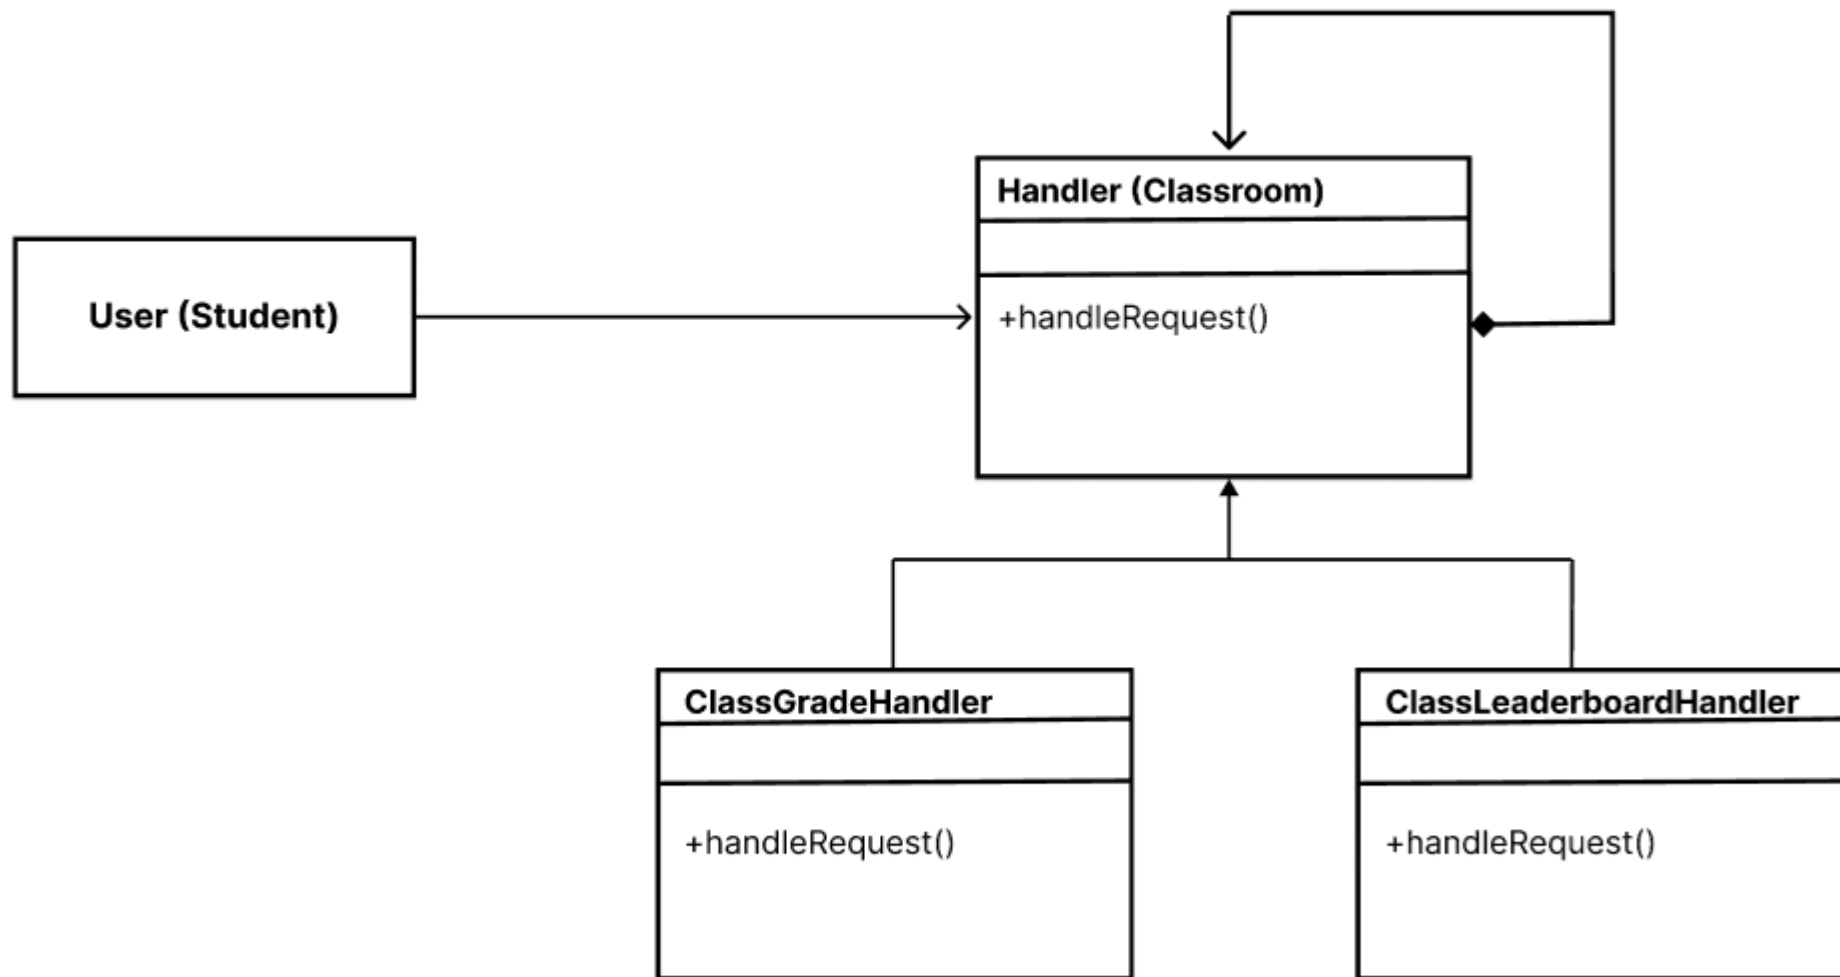 Handler (Classroom)
User (Student)
+handleRequest()
ClassGradeHandler
ClassLeaderboardHandler
+handleRequest()
+handleRequest()